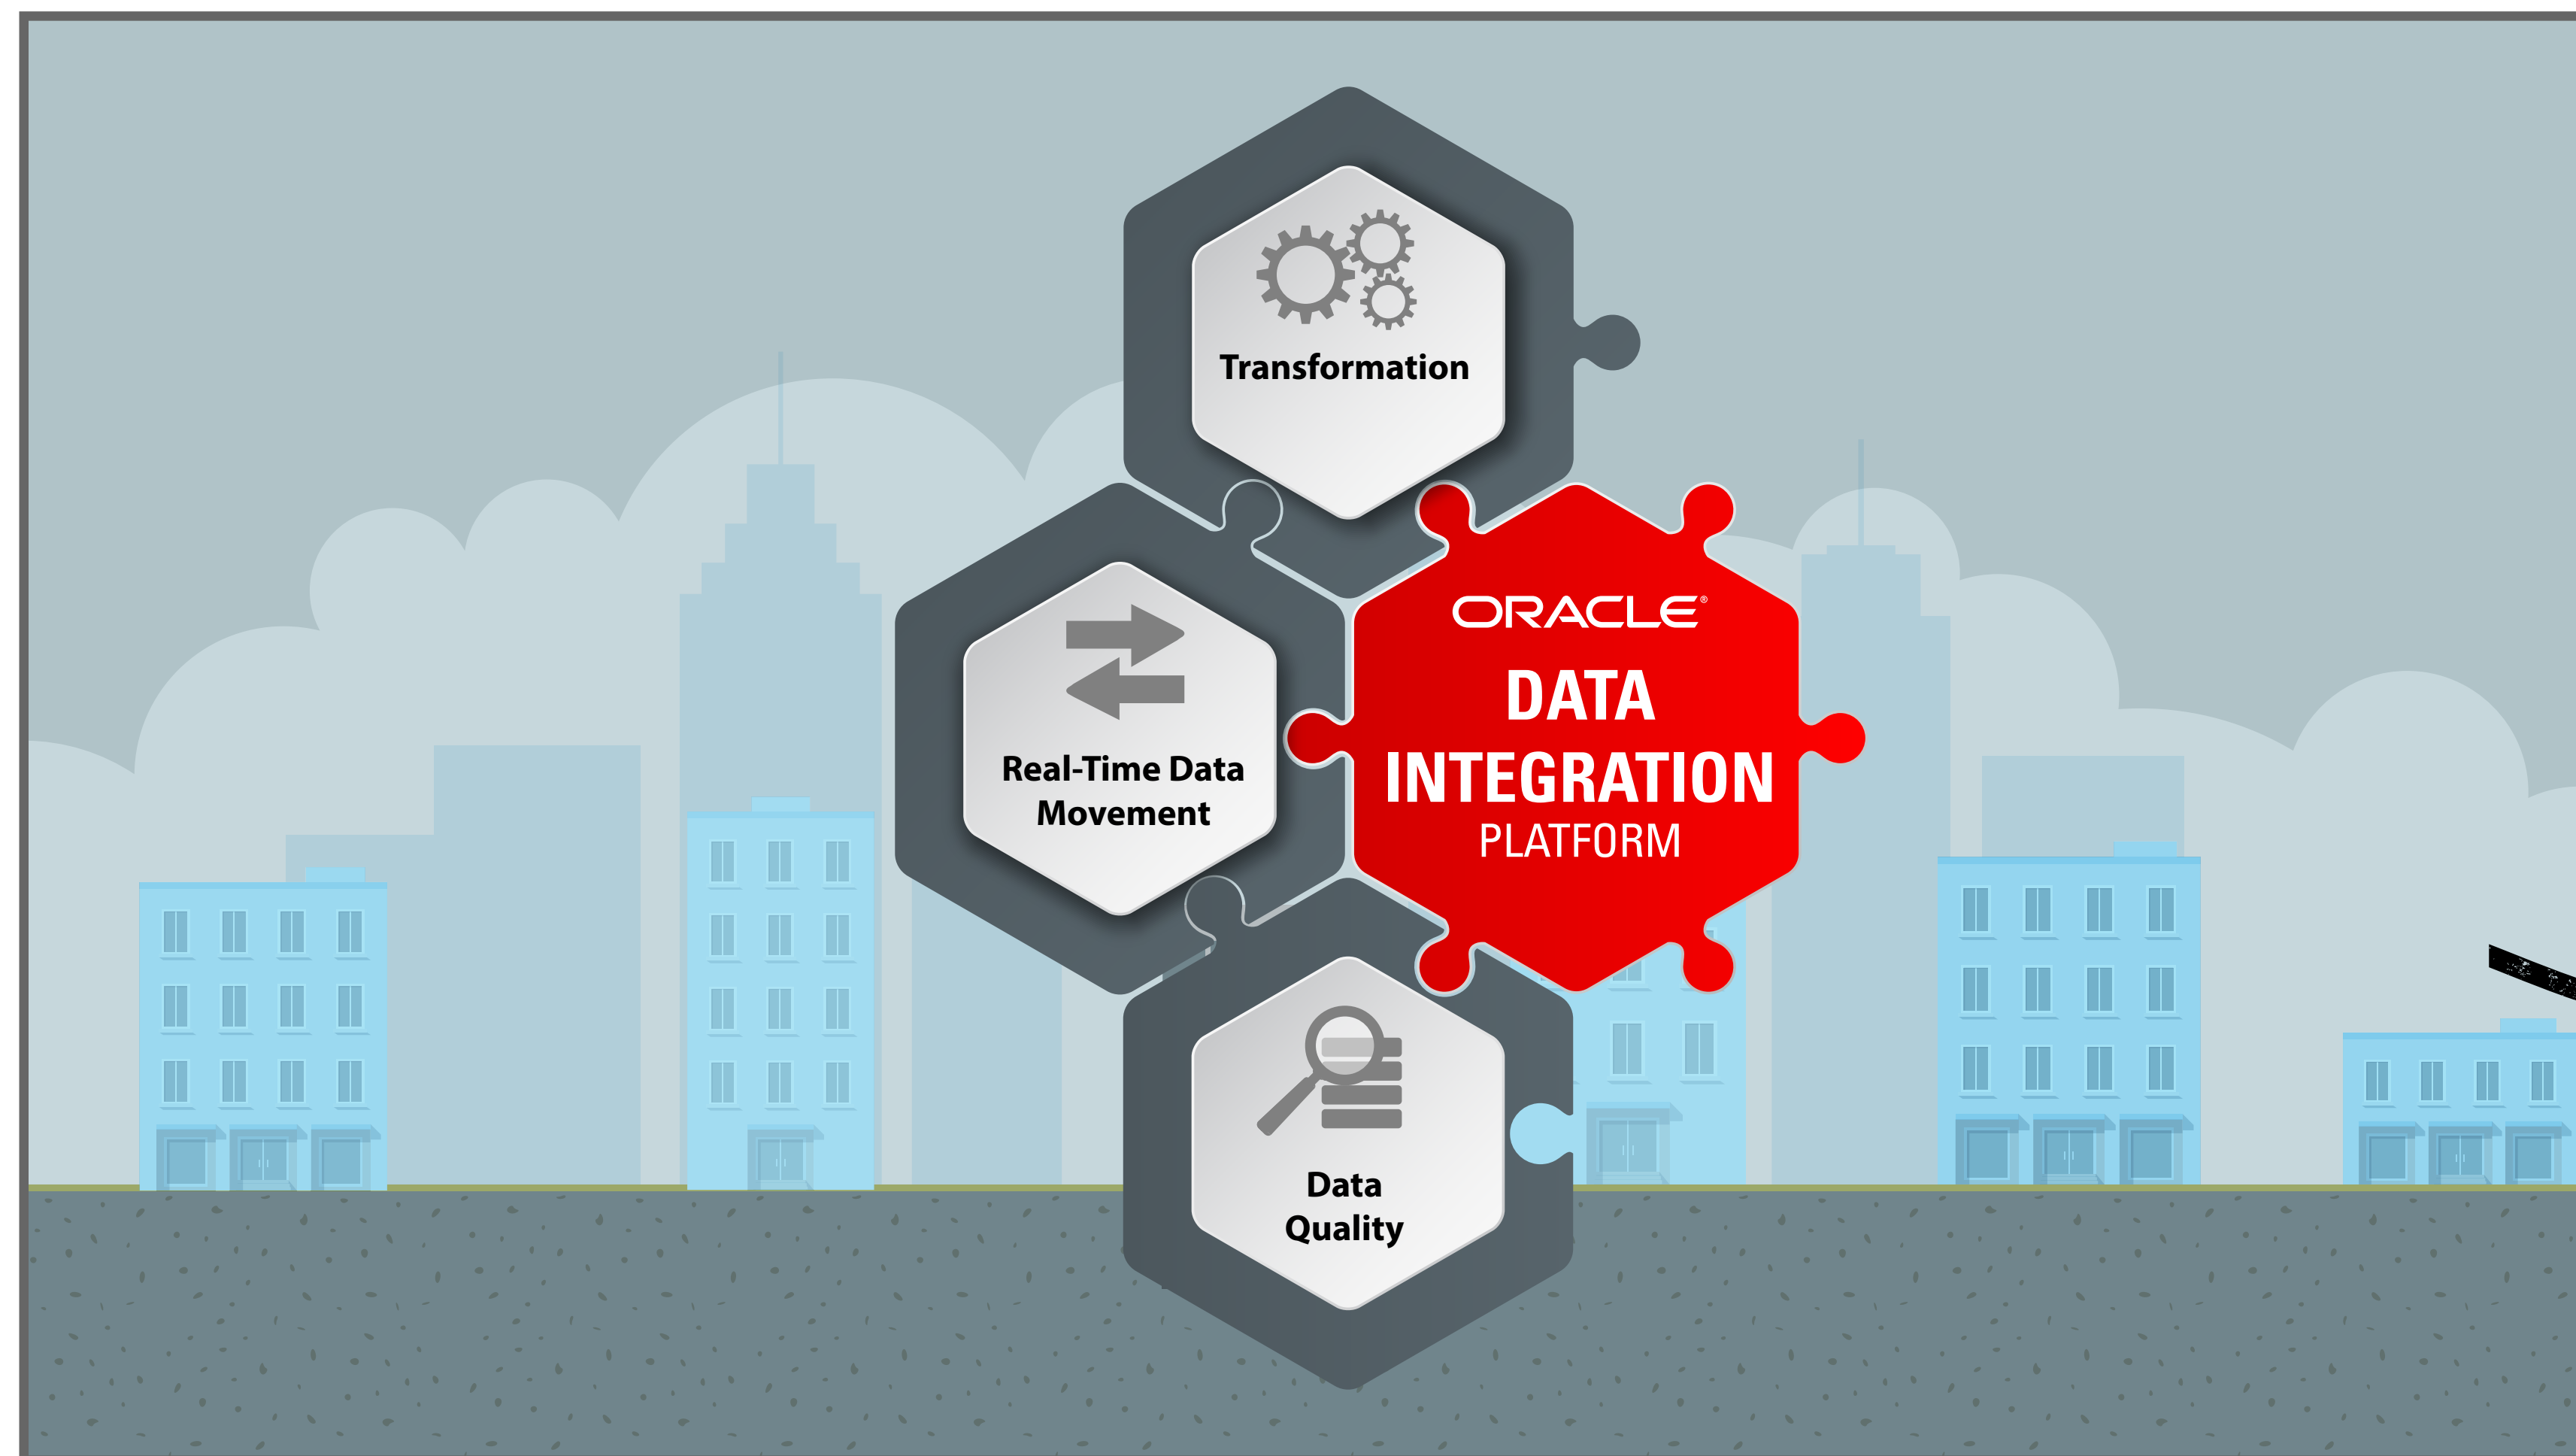 Transformation
ORACLE®
DATA
INTEGRATION
PLATFORM
Real-Time Data
Movement
Data
Quality